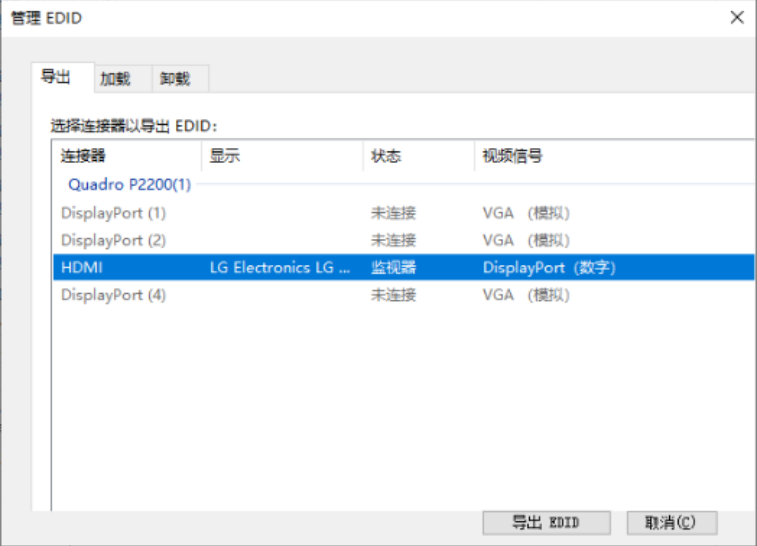 管理 EDID
导出 加载 卸载
选择连接器以导出 EDID:
连接器 显示 状态 视频信号
Quadro P2200(1)
DisplayPort (1) 未连接 VGA (模拟)
DisplayPort (2) 未连接 VGA (模拟)
HDMI LG Electronics LG ... 监视器 DisplayPort (数字)
DisplayPort (4) 未连接 VGA (模拟)
导出 EDID 取消(C)